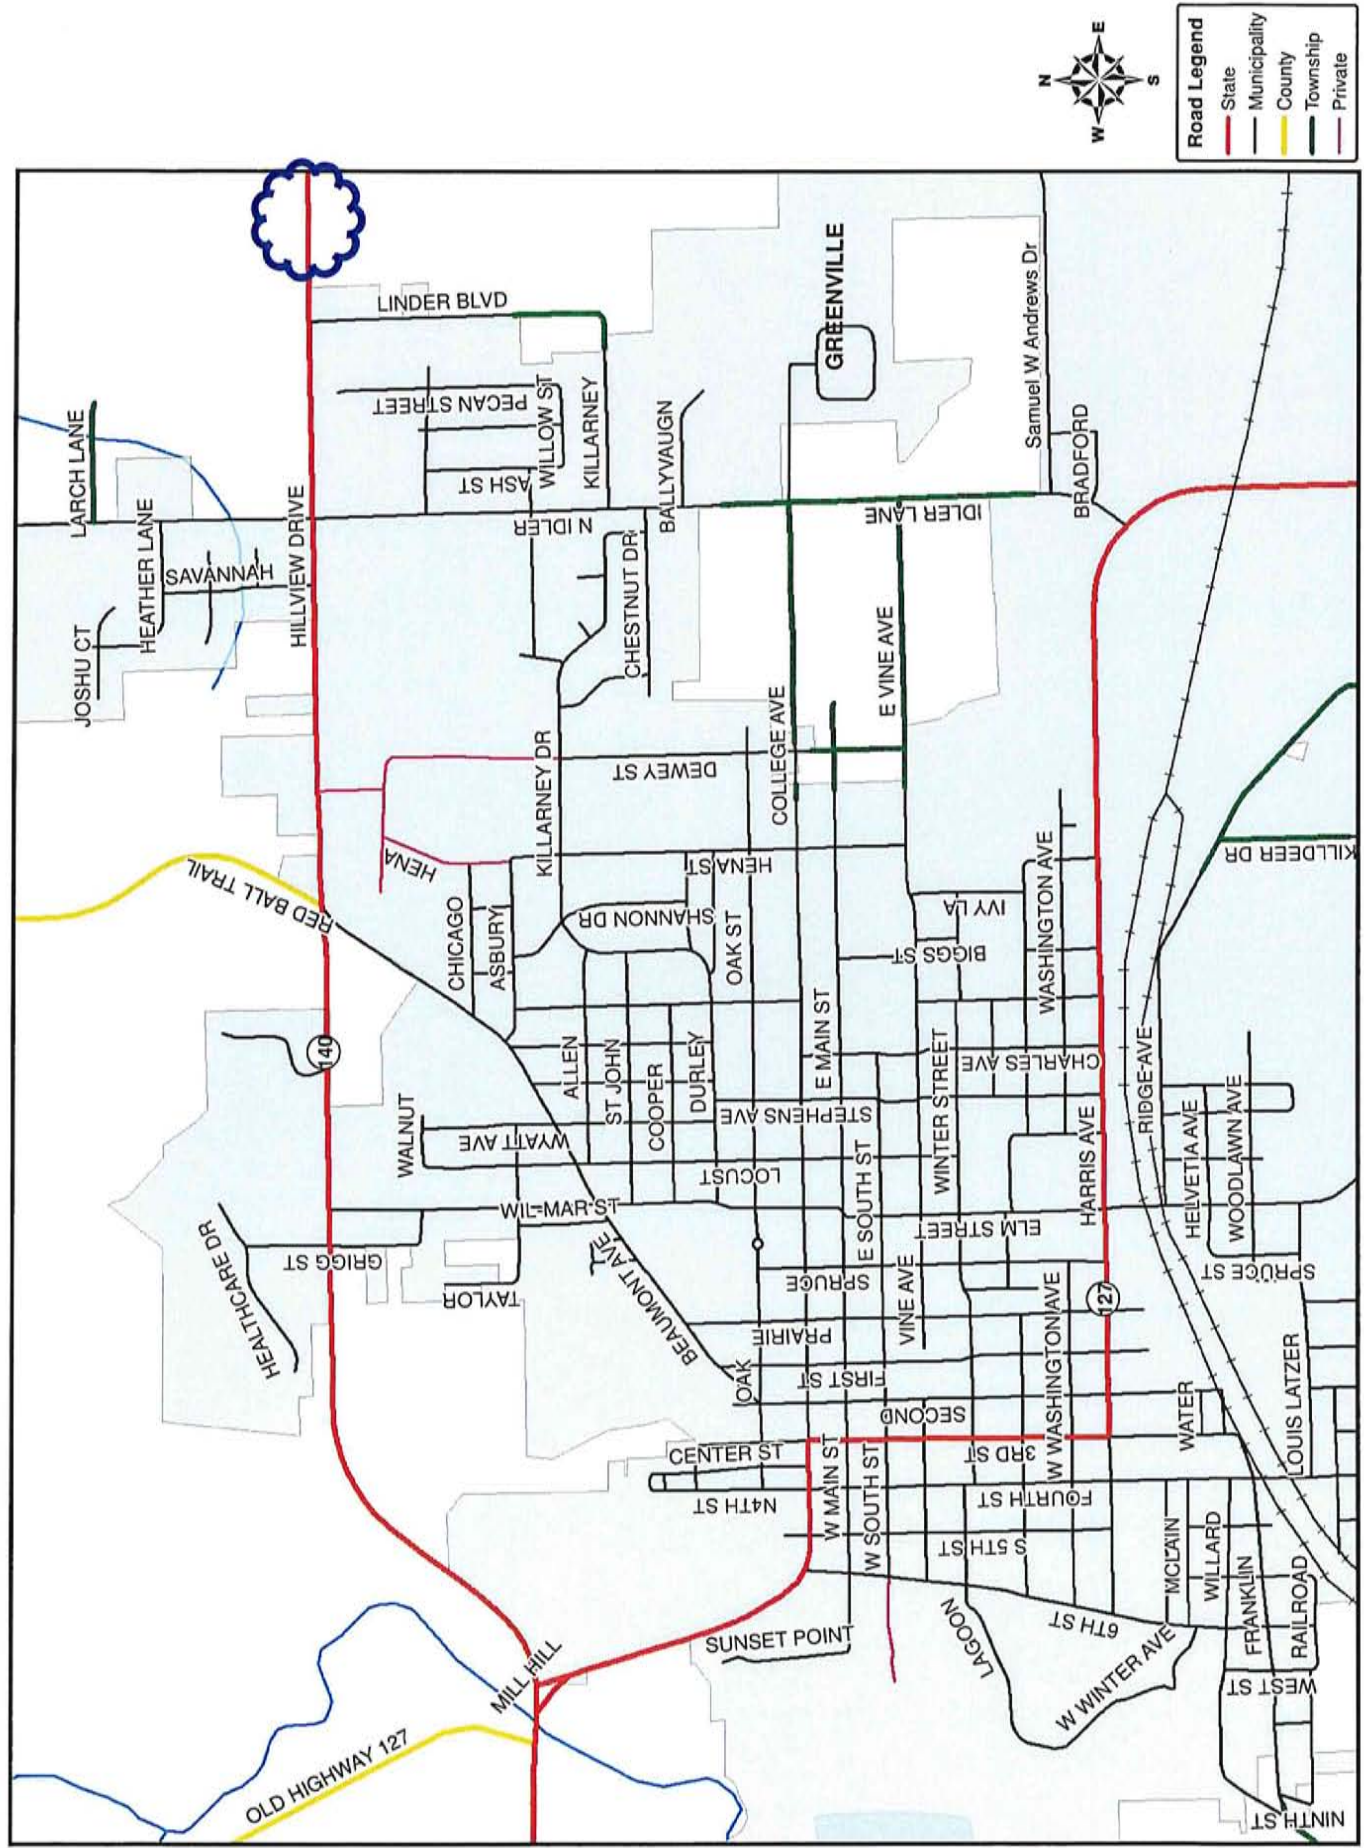 N
W
E
S
Road Legend
State
Municipality
County
Township
Private
LINDER BLVD
LARCH LANE
PECAN STREET
WILLOW ST
KILLARNEY
ASH ST
GREENVILLE
Samuel W Andrews Dr
BRADFORD
BALLYVAUGN
HEATHER LANE
SAVANNAH
HILLVIEW DRIVE
N IDLER
IDLER LANE
JOSHU CT
CHESTNUT DR
E VINE AVE
COLLEGE AVE
KILLARNEY DR
DEWEY ST
RED BALL TRAIL
HENA
HENA ST
KILLDEER DR
CHICAGO
ASBURY
SHANNON DR
OAK ST
IVY LA
BIGGS ST
WASHINGTON AVE
140
ALLEN
ST JOHN
COOPER
DURLEY
E MAIN ST
CHARLES AVE
RIDGE AVE
WALNUT
WYATT AVE
STEPHENS AVE
STEPHENS
WINTER STREET
HELVETIA AVE
WOODLAWN AVE
LOCUST
E SOUTH ST
HARRIS AVE
WIL-MAR ST
ELM STREET
HEALTHCARE DR
GRIGG ST
TAYLOR
BEAUMONT AVE
SPRUCE
VINE AVE
W WASHINGTON AVE
127
SPRUCE ST
PRAIRIE
OAK
FIRST ST
SECOND
WATER
LOUIS LATZER
CENTER ST
W MAIN ST
W SOUTH ST
3RD ST
N4TH ST
FOURTH ST
S 5TH ST
MCLAIN
WILLARD
FRANKLIN
RAILROAD
MILL HILL
SUNSET POINT
LAGOON
6TH ST
W WINTER AVE
WEST ST
OLD HIGHWAY 127
NINTH ST